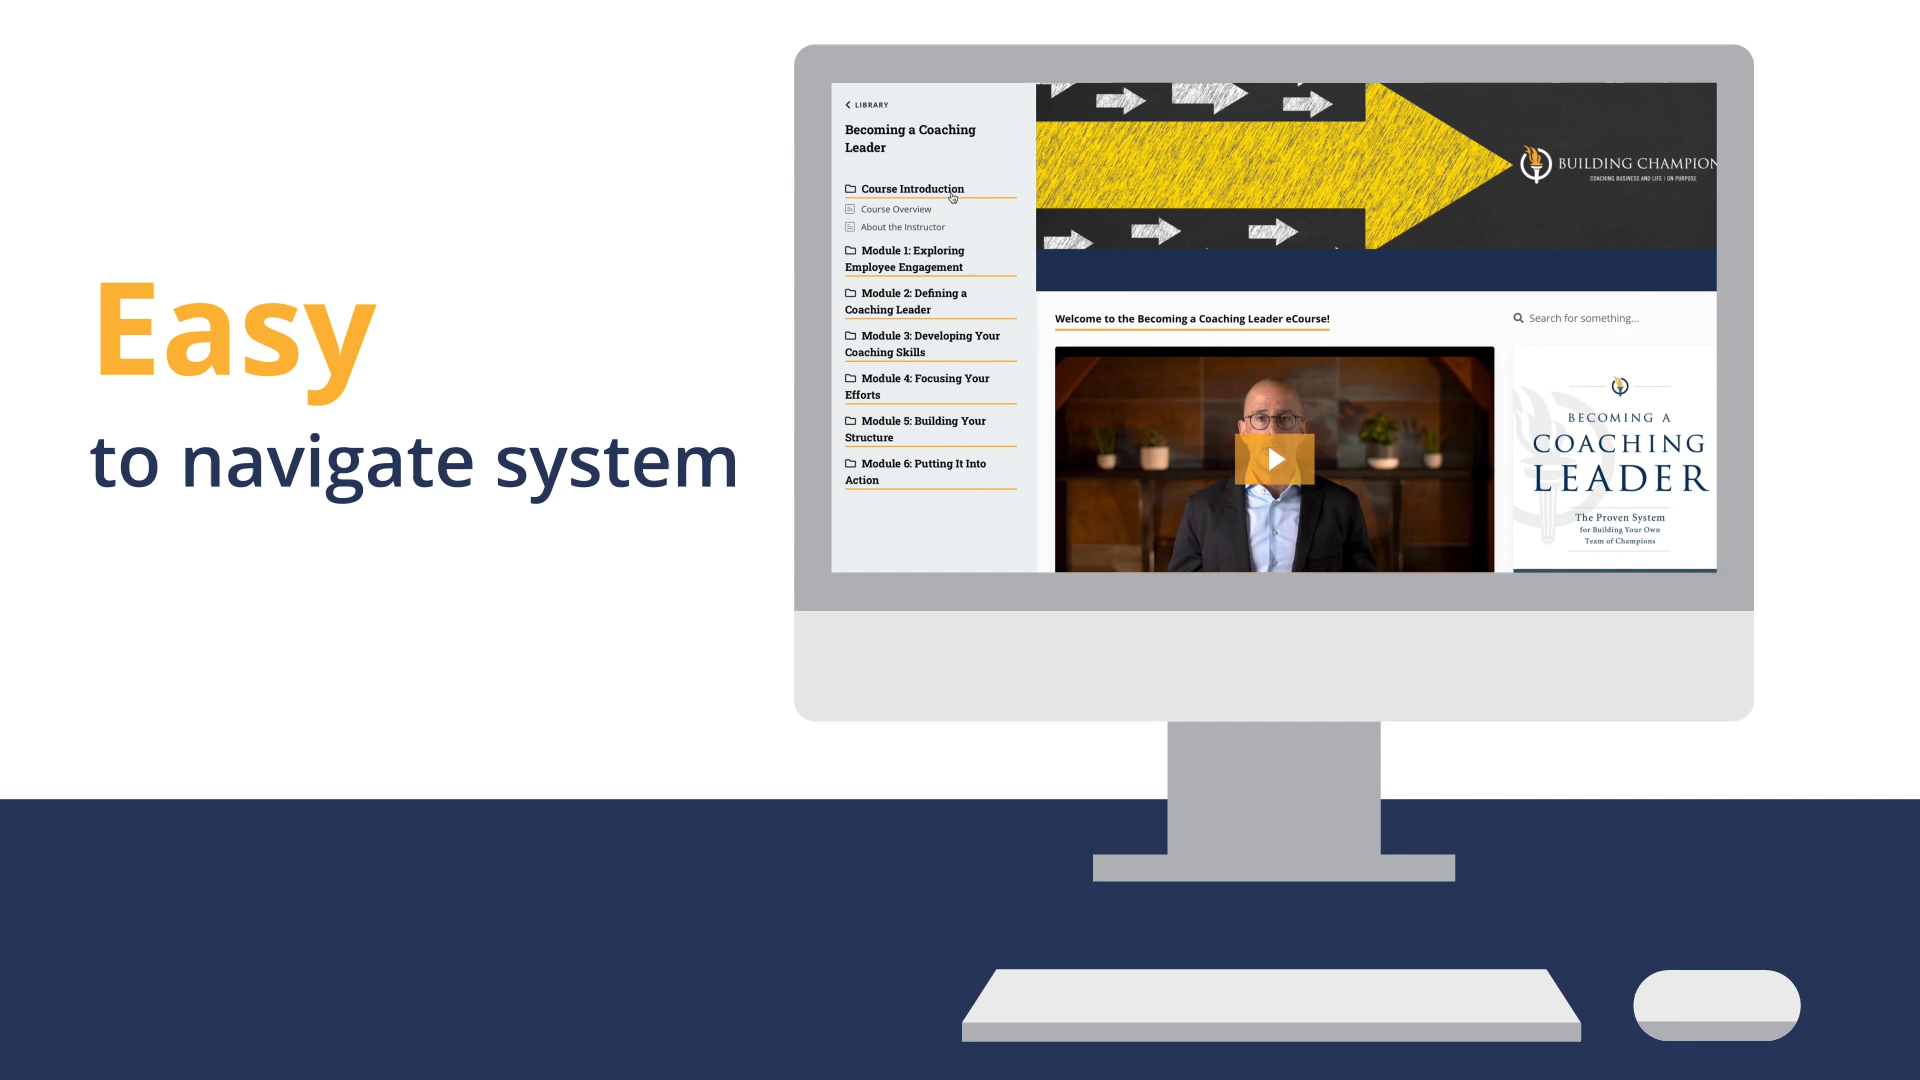 Easy
to navigate system
LIBRARY
Becoming a Coaching
Leader
Course Introduction
Course Overview
About the Instructor
Module 1: Exploring
Employee Engagement
Module 2: Defining a
Coaching Leader
Module 3: Developing Your
Coaching Skills
Module 4: Focusing Your
Efforts
Module 5: Building Your
Structure
Module 6: Putting It Into
Action
BUILDING CHAMPION
COACHING BUSINESS AND LIFE | ON PURPOSE
Welcome to the Becoming a Coaching Leader eCourse!
Search for something...
BECOMING A
COACHING
LEADER
The Proven System
for Building Your Own
Team of Champions